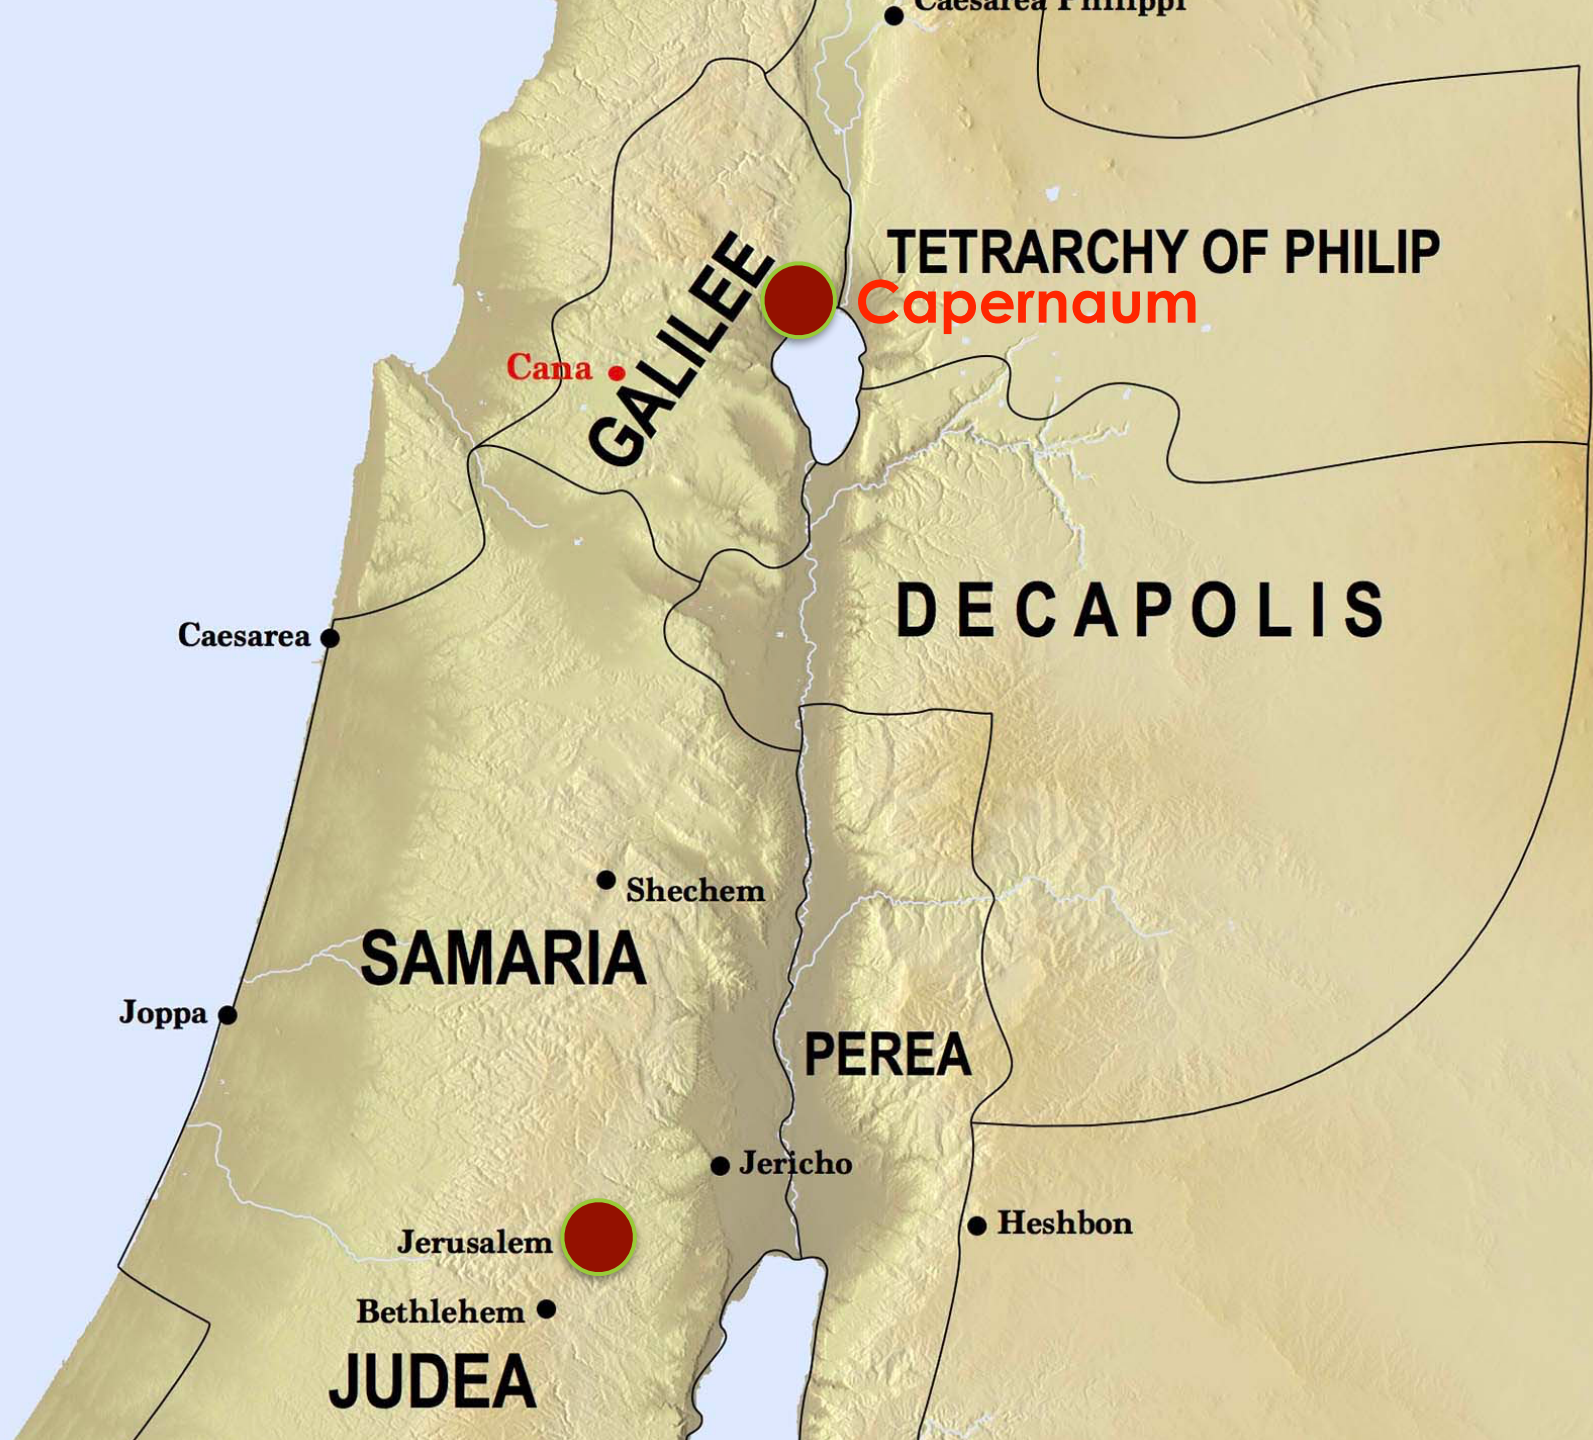 Caesarea Philippi
TETRARCHY OF PHILIP
GALILEE
Capernaum
Cana
DECAPOLIS
Caesarea
Shechem
SAMARIA
Joppa
PEREA
Jericho
Heshbon
Jerusalem
Bethlehem
JUDEA